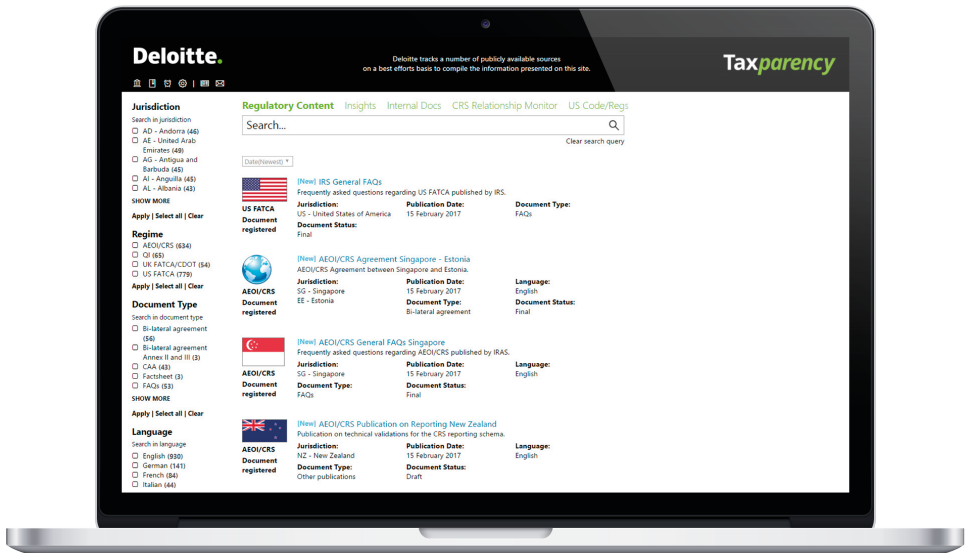 Deloitte.
Deloitte tracks a number of publicly available sources
on a best efforts basis to compile the information presented on this site.
Taxparency
Jurisdiction
Search in jurisdiction
AD - Andorra (46)
AE - United Arab
Emirates (49)
AG - Antigua and
Barbuda (45)
AI - Anguilla (45)
AL - Albania (43)
SHOW MORE
Apply | Select all | Clear
Regime
AEOI/CRS (634)
QI (65)
UK FATCA/CDOT (54)
US FATCA (779)
Apply | Select all | Clear
Document Type
Search in document type
Bi-lateral agreement
(56)
Bi-lateral agreement
Annex II and III (3)
CAA (43)
Factsheet (3)
FAQs (53)
SHOW MORE
Apply | Select all | Clear
Language
Search in language
English (930)
German (141)
French (84)
Italian (44)
Regulatory Content Insights Internal Docs CRS Relationship Monitor US Code/Regs
Search...
Clear search query
Date(Newest)
US FATCA
Document
registered
[New] IRS General FAQs
Frequently asked questions regarding US FATCA published by IRS.
Jurisdiction: Publication Date: Document Type:
US - United States of America 15 February 2017 FAQs
Document Status:
Final
AEOI/CRS
Document
registered
[New] AEOI/CRS Agreement Singapore - Estonia
AEOI/CRS Agreement between Singapore and Estonia.
Jurisdiction: Publication Date: Language:
SG - Singapore 15 February 2017 English
EE - Estonia Document Type: Document Status:
Bi-lateral agreement Final
AEOI/CRS
Document
registered
[New] AEOI/CRS General FAQs Singapore
Frequently asked questions regarding AEOI/CRS published by IRAS.
Jurisdiction: Publication Date: Language:
SG - Singapore 15 February 2017 English
Document Type: Document Status:
FAQs Final
AEOI/CRS
Document
registered
[New] AEOI/CRS Publication on Reporting New Zealand
Publication on technical validations for the CRS reporting schema.
Jurisdiction: Publication Date: Language:
NZ - New Zealand 15 February 2017 English
Document Type: Document Status:
Other publications Draft